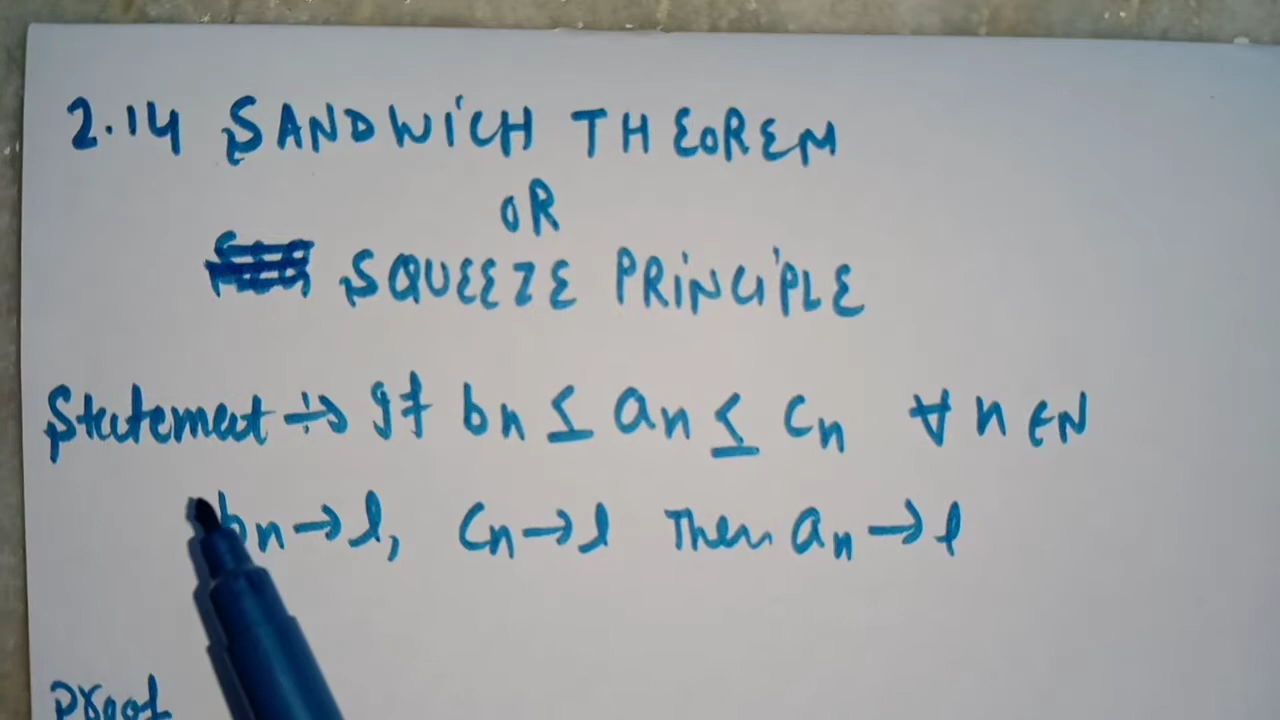 2.14 SANDWICH THEOREM
OR
SQUEEZE PRINCIPLE
Statement :→ If bn ≤ an ≤ cn ∀ n ∈ N
bn → l, cn → l Then an → l
Proof